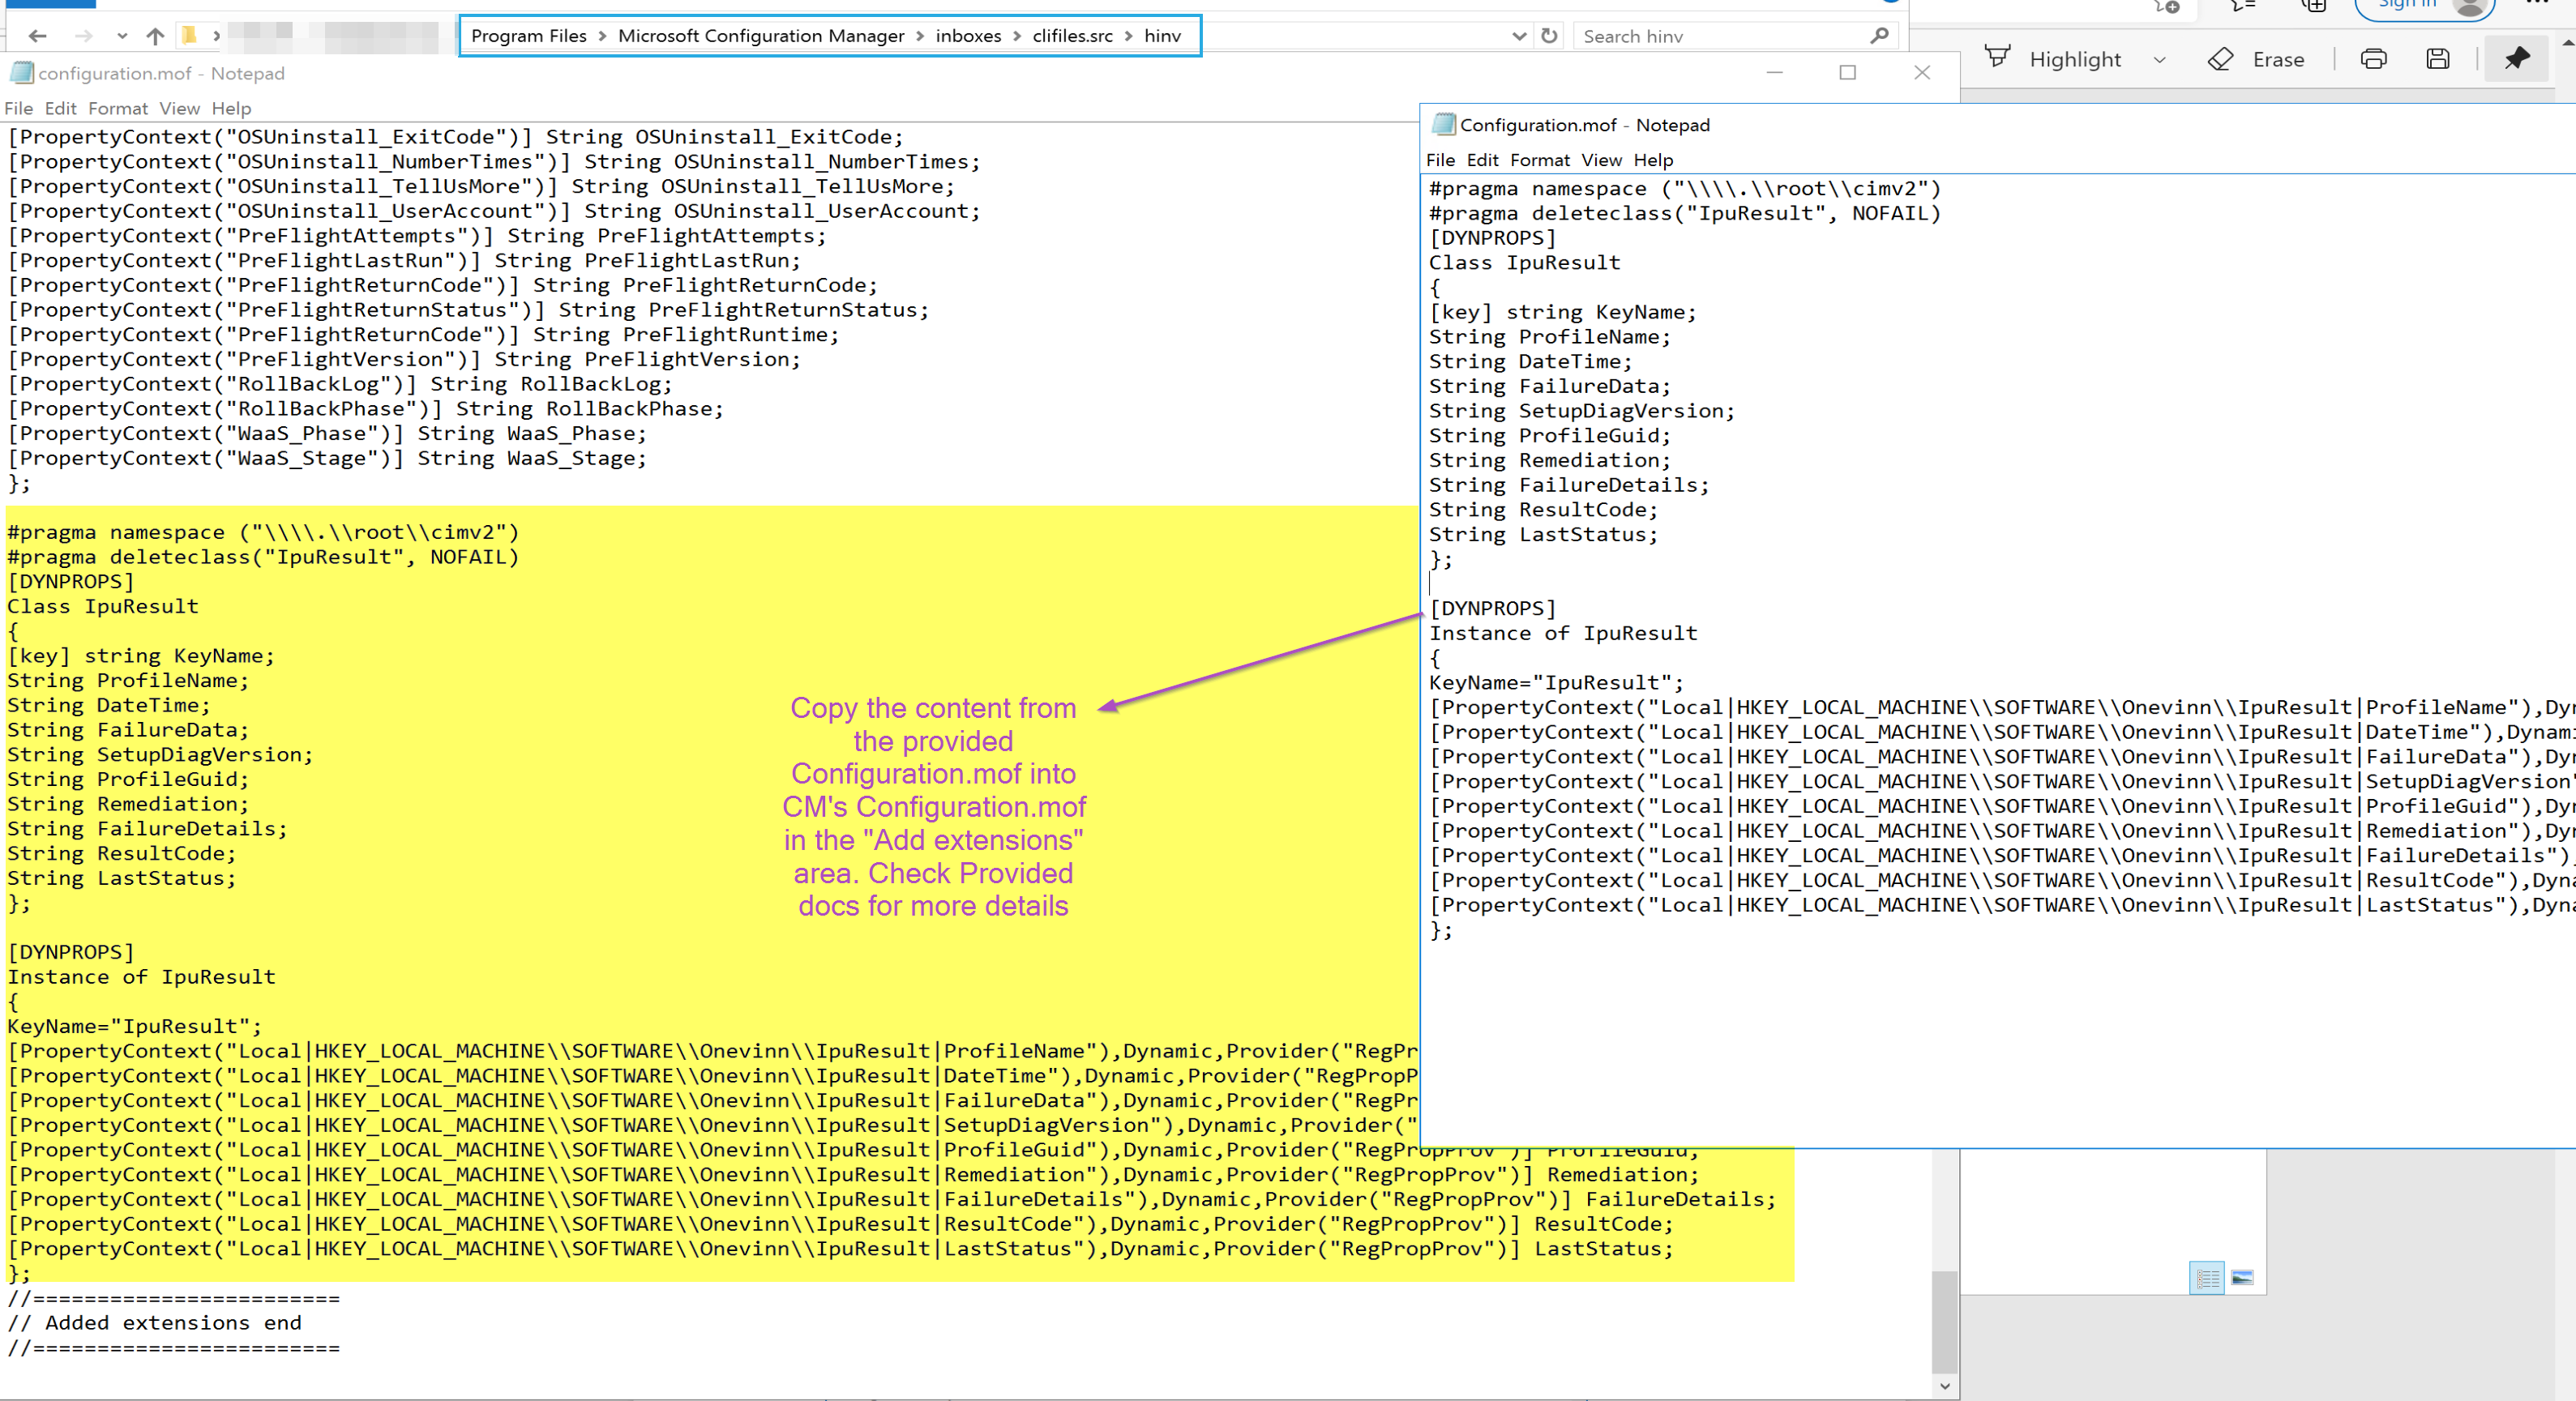 Program Files > Microsoft Configuration Manager > inboxes > clifiles.src > hinv
Search hinv
Sign in
Highlight
Erase
configuration.mof - Notepad
File Edit Format View Help
[PropertyContext("OSUninstall_ExitCode")] String OSUninstall_ExitCode;
[PropertyContext("OSUninstall_NumberTimes")] String OSUninstall_NumberTimes;
[PropertyContext("OSUninstall_TellUsMore")] String OSUninstall_TellUsMore;
[PropertyContext("OSUninstall_UserAccount")] String OSUninstall_UserAccount;
[PropertyContext("PreFlightAttempts")] String PreFlightAttempts;
[PropertyContext("PreFlightLastRun")] String PreFlightLastRun;
[PropertyContext("PreFlightReturnCode")] String PreFlightReturnCode;
[PropertyContext("PreFlightReturnStatus")] String PreFlightReturnStatus;
[PropertyContext("PreFlightReturnCode")] String PreFlightRuntime;
[PropertyContext("PreFlightVersion")] String PreFlightVersion;
[PropertyContext("RollBackLog")] String RollBackLog;
[PropertyContext("RollBackPhase")] String RollBackPhase;
[PropertyContext("WaaS_Phase")] String WaaS_Phase;
[PropertyContext("WaaS_Stage")] String WaaS_Stage;
};
#pragma namespace ("\\\\.\\root\\cimv2")
#pragma deleteclass("IpuResult", NOFAIL)
[DYNPROPS]
Class IpuResult
{
[key] string KeyName;
String ProfileName;
String DateTime;
String FailureData;
String SetupDiagVersion;
String ProfileGuid;
String Remediation;
String FailureDetails;
String ResultCode;
String LastStatus;
};
[DYNPROPS]
Instance of IpuResult
{
KeyName="IpuResult";
[PropertyContext("Local|HKEY_LOCAL_MACHINE\\SOFTWARE\\Onevinn\\IpuResult|ProfileName"),Dynamic,Provider("RegPr
[PropertyContext("Local|HKEY_LOCAL_MACHINE\\SOFTWARE\\Onevinn\\IpuResult|DateTime"),Dynamic,Provider("RegPropP
[PropertyContext("Local|HKEY_LOCAL_MACHINE\\SOFTWARE\\Onevinn\\IpuResult|FailureData"),Dynamic,Provider("RegPr
[PropertyContext("Local|HKEY_LOCAL_MACHINE\\SOFTWARE\\Onevinn\\IpuResult|SetupDiagVersion"),Dynamic,Provider("
[PropertyContext("Local|HKEY_LOCAL_MACHINE\\SOFTWARE\\Onevinn\\IpuResult|ProfileGuid"),Dynamic,Provider("RegPropProv")] ProfileGuid;
[PropertyContext("Local|HKEY_LOCAL_MACHINE\\SOFTWARE\\Onevinn\\IpuResult|Remediation"),Dynamic,Provider("RegPropProv")] Remediation;
[PropertyContext("Local|HKEY_LOCAL_MACHINE\\SOFTWARE\\Onevinn\\IpuResult|FailureDetails"),Dynamic,Provider("RegPropProv")] FailureDetails;
[PropertyContext("Local|HKEY_LOCAL_MACHINE\\SOFTWARE\\Onevinn\\IpuResult|ResultCode"),Dynamic,Provider("RegPropProv")] ResultCode;
[PropertyContext("Local|HKEY_LOCAL_MACHINE\\SOFTWARE\\Onevinn\\IpuResult|LastStatus"),Dynamic,Provider("RegPropProv")] LastStatus;
};
//========================
// Added extensions end
//========================
Copy the content from
the provided
Configuration.mof into
CM's Configuration.mof
in the "Add extensions"
area. Check Provided
docs for more details
Configuration.mof - Notepad
File Edit Format View Help
#pragma namespace ("\\\\.\\root\\cimv2")
#pragma deleteclass("IpuResult", NOFAIL)
[DYNPROPS]
Class IpuResult
{
[key] string KeyName;
String ProfileName;
String DateTime;
String FailureData;
String SetupDiagVersion;
String ProfileGuid;
String Remediation;
String FailureDetails;
String ResultCode;
String LastStatus;
};
[DYNPROPS]
Instance of IpuResult
{
KeyName="IpuResult";
[PropertyContext("Local|HKEY_LOCAL_MACHINE\\SOFTWARE\\Onevinn\\IpuResult|ProfileName"),Dyn
[PropertyContext("Local|HKEY_LOCAL_MACHINE\\SOFTWARE\\Onevinn\\IpuResult|DateTime"),Dynami
[PropertyContext("Local|HKEY_LOCAL_MACHINE\\SOFTWARE\\Onevinn\\IpuResult|FailureData"),Dyn
[PropertyContext("Local|HKEY_LOCAL_MACHINE\\SOFTWARE\\Onevinn\\IpuResult|SetupDiagVersion"
[PropertyContext("Local|HKEY_LOCAL_MACHINE\\SOFTWARE\\Onevinn\\IpuResult|ProfileGuid"),Dyn
[PropertyContext("Local|HKEY_LOCAL_MACHINE\\SOFTWARE\\Onevinn\\IpuResult|Remediation"),Dyn
[PropertyContext("Local|HKEY_LOCAL_MACHINE\\SOFTWARE\\Onevinn\\IpuResult|FailureDetails"),
[PropertyContext("Local|HKEY_LOCAL_MACHINE\\SOFTWARE\\Onevinn\\IpuResult|ResultCode"),Dyna
[PropertyContext("Local|HKEY_LOCAL_MACHINE\\SOFTWARE\\Onevinn\\IpuResult|LastStatus"),Dyna
};